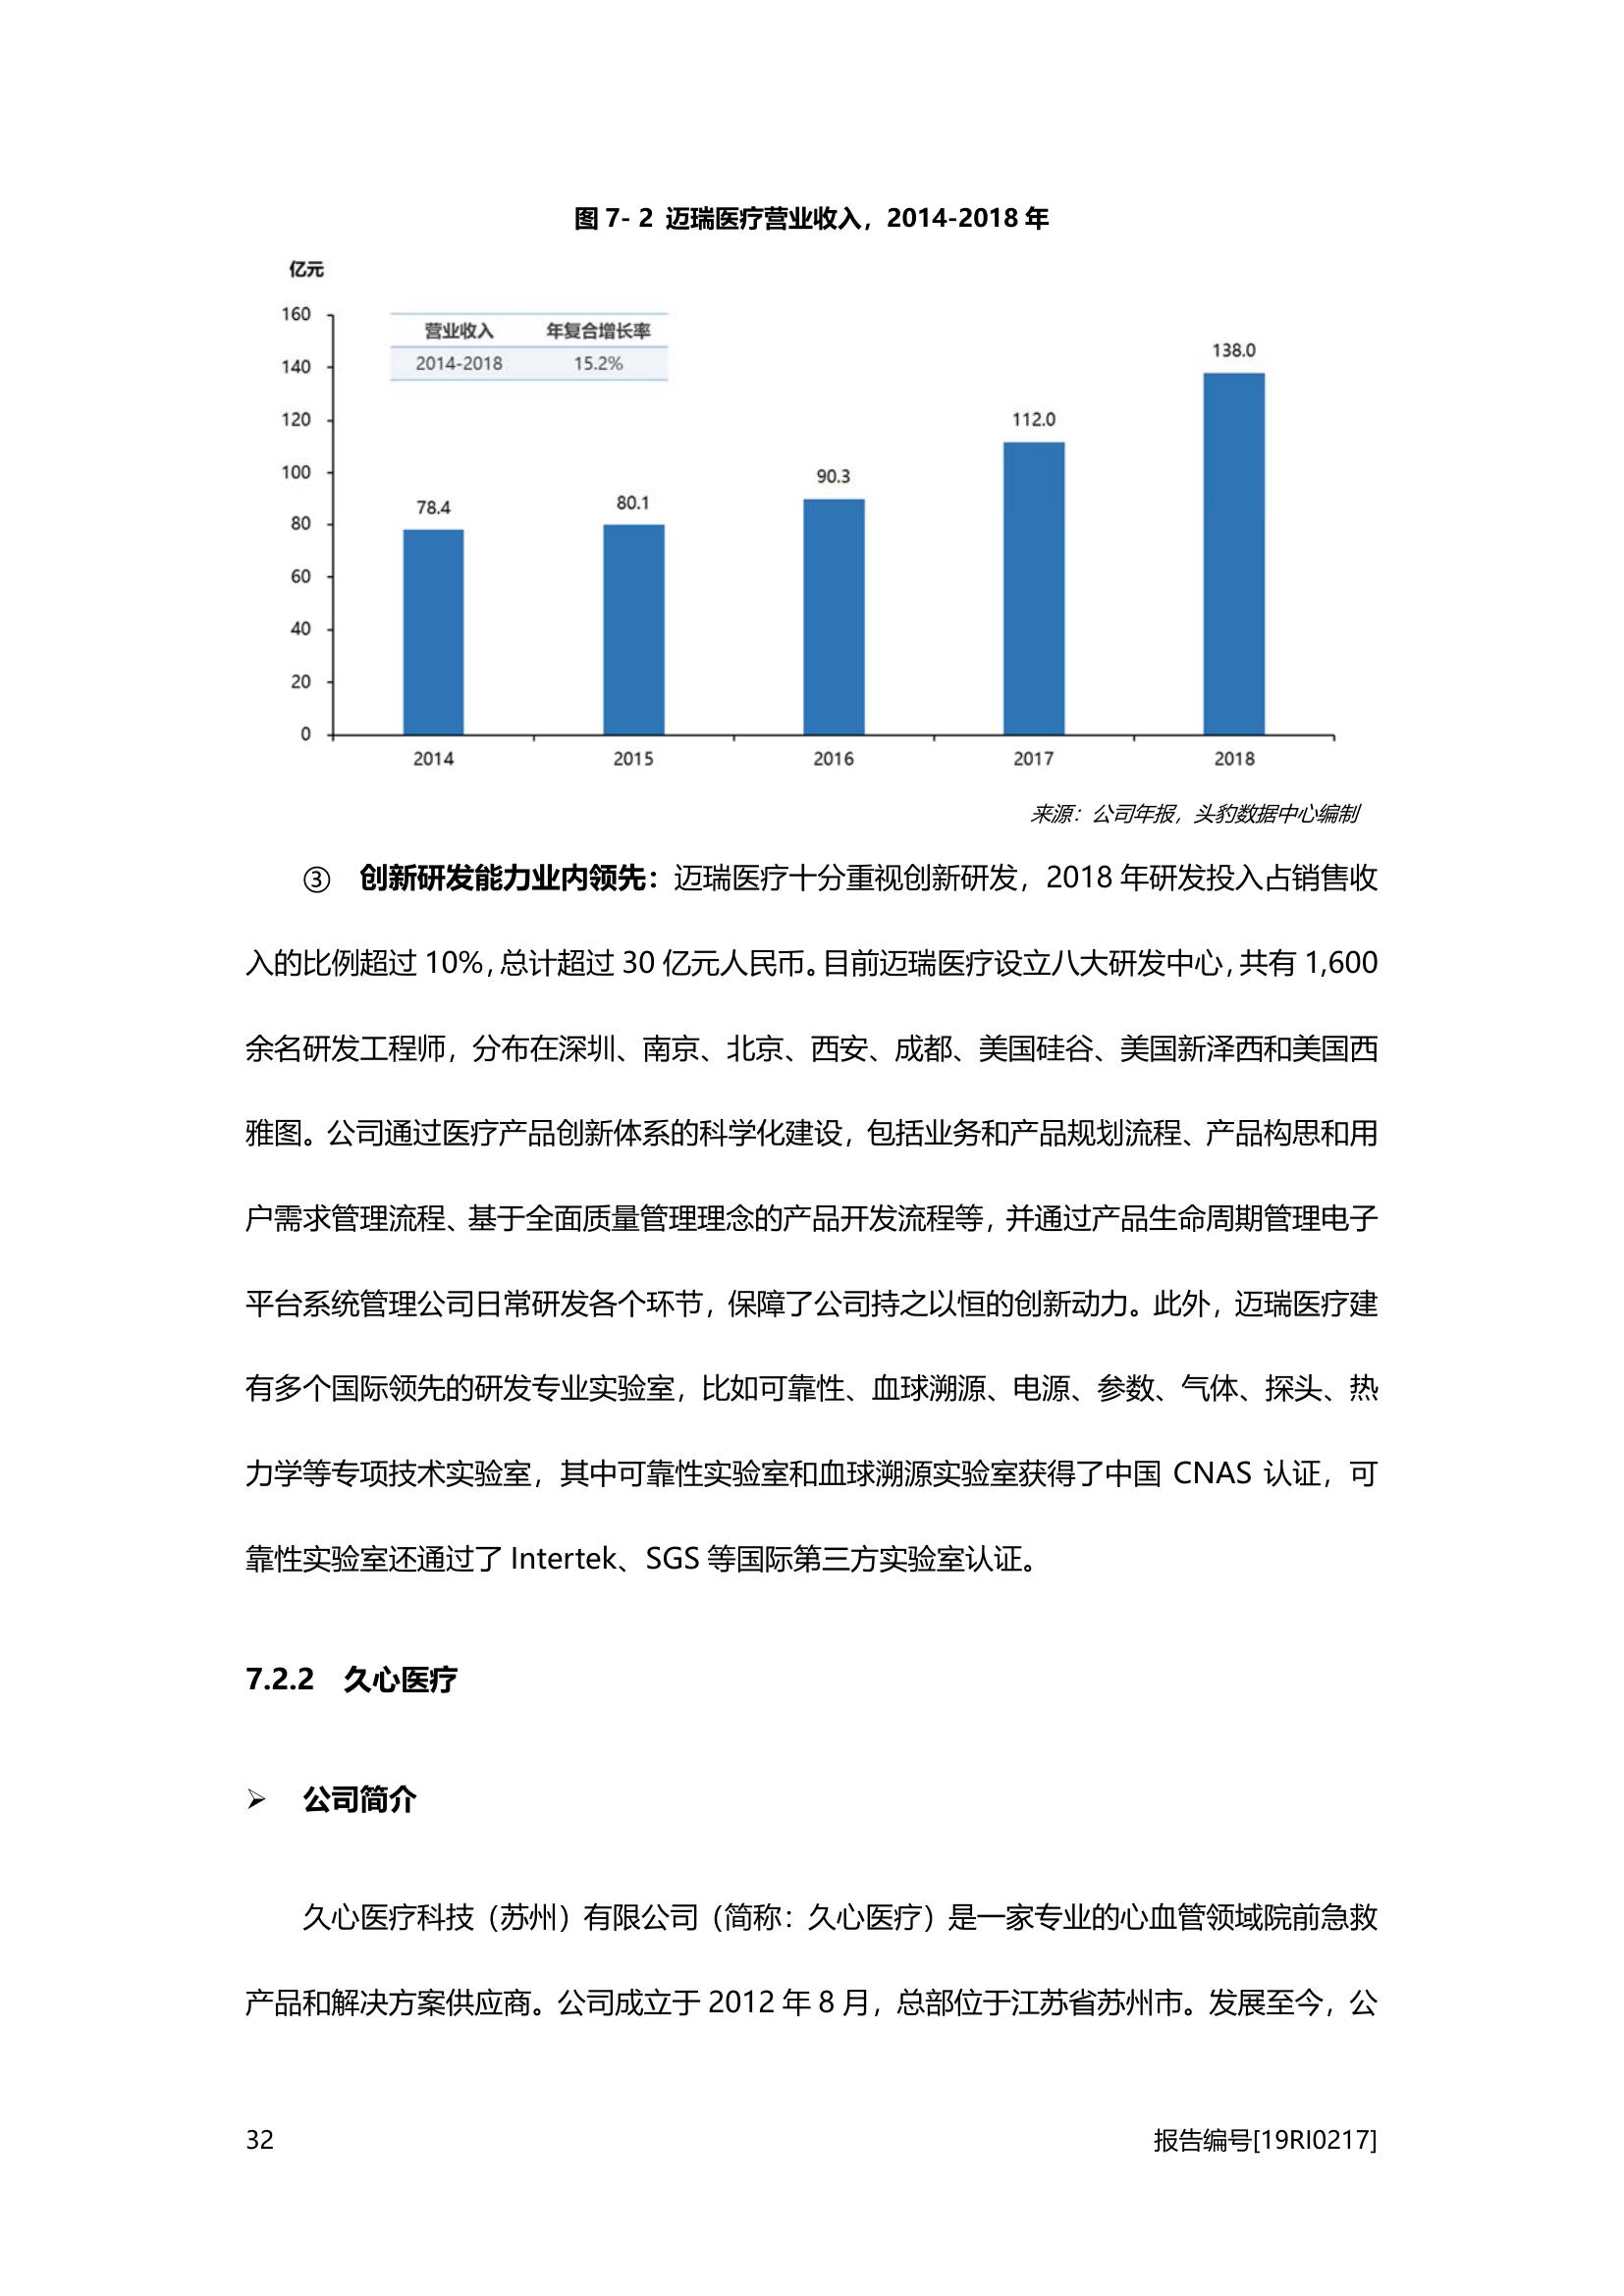 图 7- 2 迈瑞医疗营业收入，2014-2018 年
亿元
160
140
120
100
80
60
40
20
0
营业收入 年复合增长率
2014-2018 15.2%
78.4
80.1
90.3
112.0
138.0
2014 2015 2016 2017 2018
来源：公司年报，头豹数据中心编制
③ 创新研发能力业内领先：迈瑞医疗十分重视创新研发，2018 年研发投入占销售收
入的比例超过 10%，总计超过 30 亿元人民币。目前迈瑞医疗设立八大研发中心，共有 1,600
余名研发工程师，分布在深圳、南京、北京、西安、成都、美国硅谷、美国新泽西和美国西
雅图。公司通过医疗产品创新体系的科学化建设，包括业务和产品规划流程、产品构思和用
户需求管理流程、基于全面质量管理理念的产品开发流程等，并通过产品生命周期管理电子
平台系统管理公司日常研发各个环节，保障了公司持之以恒的创新动力。此外，迈瑞医疗建
有多个国际领先的研发专业实验室，比如可靠性、血球溯源、电源、参数、气体、探头、热
力学等专项技术实验室，其中可靠性实验室和血球溯源实验室获得了中国 CNAS 认证，可
靠性实验室还通过了 Intertek、SGS 等国际第三方实验室认证。
7.2.2 久心医疗
➢ 公司简介
久心医疗科技（苏州）有限公司（简称：久心医疗）是一家专业的心血管领域院前急救
产品和解决方案供应商。公司成立于 2012 年 8 月，总部位于江苏省苏州市。发展至今，公
32 报告编号[19RI0217]